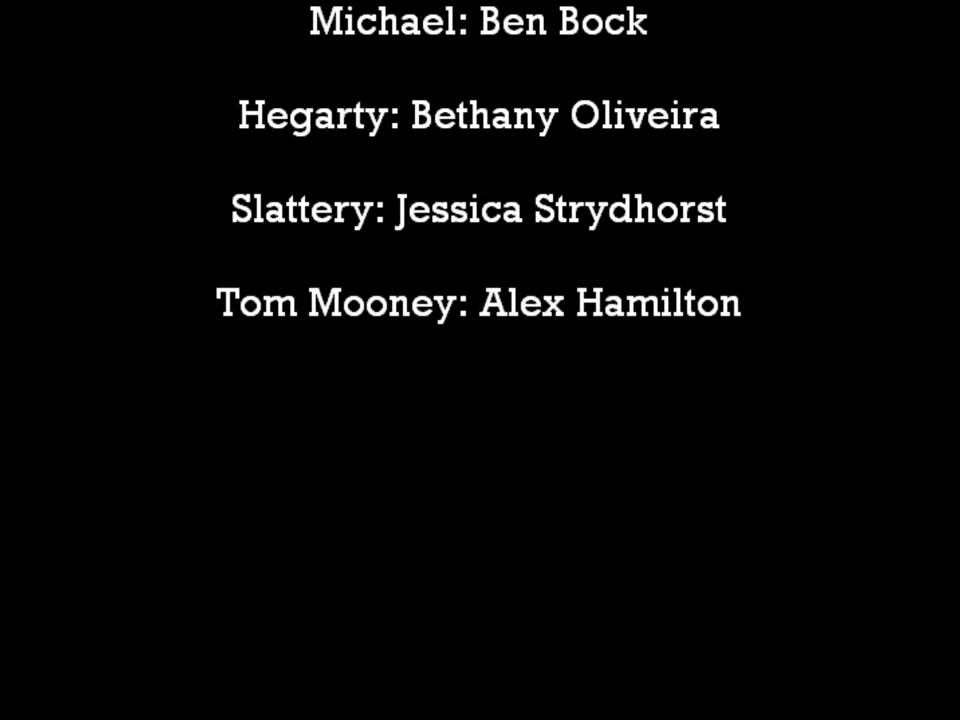 Michael: Ben Bock
Hegarty: Bethany Oliveira
Slattery: Jessica Strydhorst
Tom Mooney: Alex Hamilton